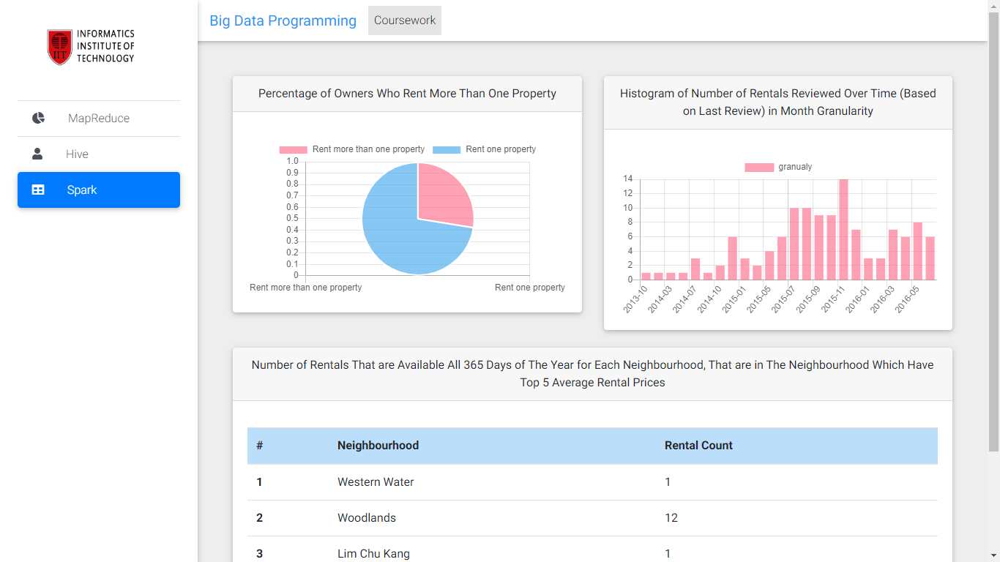 INFORMATICS
INSTITUTE OF
TECHNOLOGY
IIT
MapReduce
Hive
Spark
Big Data Programming Coursework
Percentage of Owners Who Rent More Than One Property
Rent more than one property Rent one property
1.0
0.9
0.8
0.7
0.6
0.5
0.4
0.3
0.2
0.1
0
Rent more than one property Rent one property
Histogram of Number of Rentals Reviewed Over Time (Based
on Last Review) in Month Granularity
granualy
14
12
10
8
6
4
2
0
2013-10 2014-03 2014-07 2014-10 2015-01 2015-05 2015-07 2015-09 2015-11 2016-01 2016-03 2016-05
Number of Rentals That are Available All 365 Days of The Year for Each Neighbourhood, That are in The Neighbourhood Which Have
Top 5 Average Rental Prices
# Neighbourhood Rental Count
1 Western Water 1
2 Woodlands 12
3 Lim Chu Kang 1